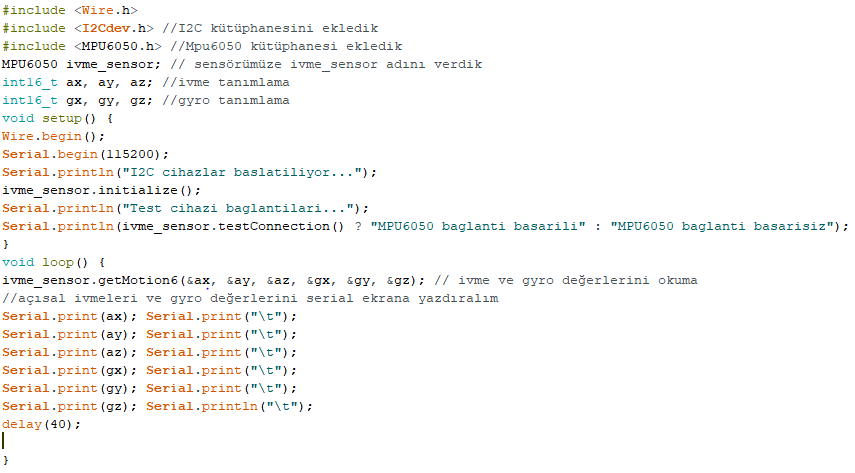 #include <Wire.h>
#include <I2Cdev.h> //I2C kütüphanesini ekledik
#include <MPU6050.h> //Mpu6050 kütüphanesi ekledik
MPU6050 ivme_sensor; // sensörümüze ivme_sensor adını verdik
int16_t ax, ay, az; //ivme tanımlama
int16_t gx, gy, gz; //gyro tanımlama
void setup() {
Wire.begin();
Serial.begin(115200);
Serial.println("I2C cihazlar baslatiliyor...");
ivme_sensor.initialize();
Serial.println("Test cihazi baglantilari...");
Serial.println(ivme_sensor.testConnection() ? "MPU6050 baglanti basarili" : "MPU6050 baglanti basarisiz");
}
void loop() {
ivme_sensor.getMotion6(&ax, &ay, &az, &gx, &gy, &gz); // ivme ve gyro değerlerini okuma
//açısal ivmeleri ve gyro değerlerini serial ekrana yazdıralım
Serial.print(ax); Serial.print("\t");
Serial.print(ay); Serial.print("\t");
Serial.print(az); Serial.print("\t");
Serial.print(gx); Serial.print("\t");
Serial.print(gy); Serial.print("\t");
Serial.print(gz); Serial.println("\t");
delay(40);
}